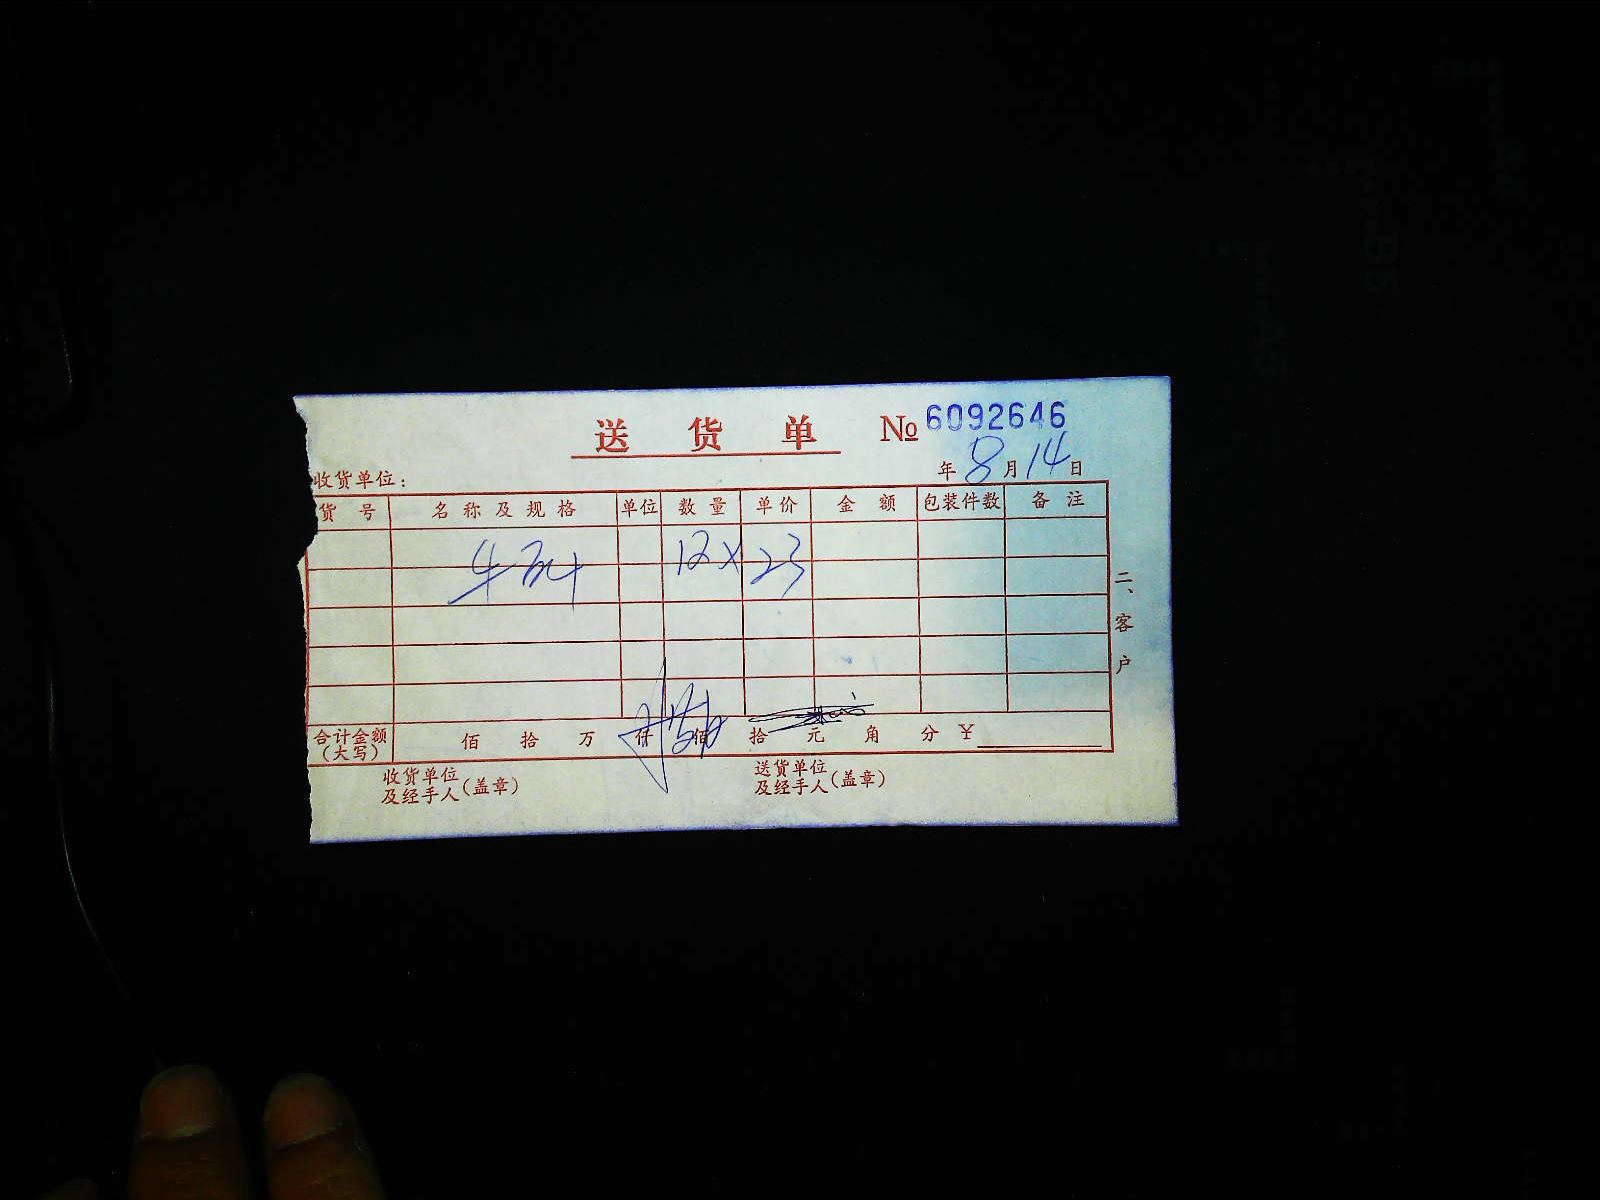 送 货 单 № 6092646
年 8 月 14 日
收货单位：
货 号 名 称 及 规 格 单位 数 量 单 价 金 额 包装件数 备 注
12 X 23
二、客户
合计金额（大写） 佰 拾 万 仟 佰 拾 元 角 分 ￥
收货单位 送货单位
及经手人（盖章） 及经手人（盖章）